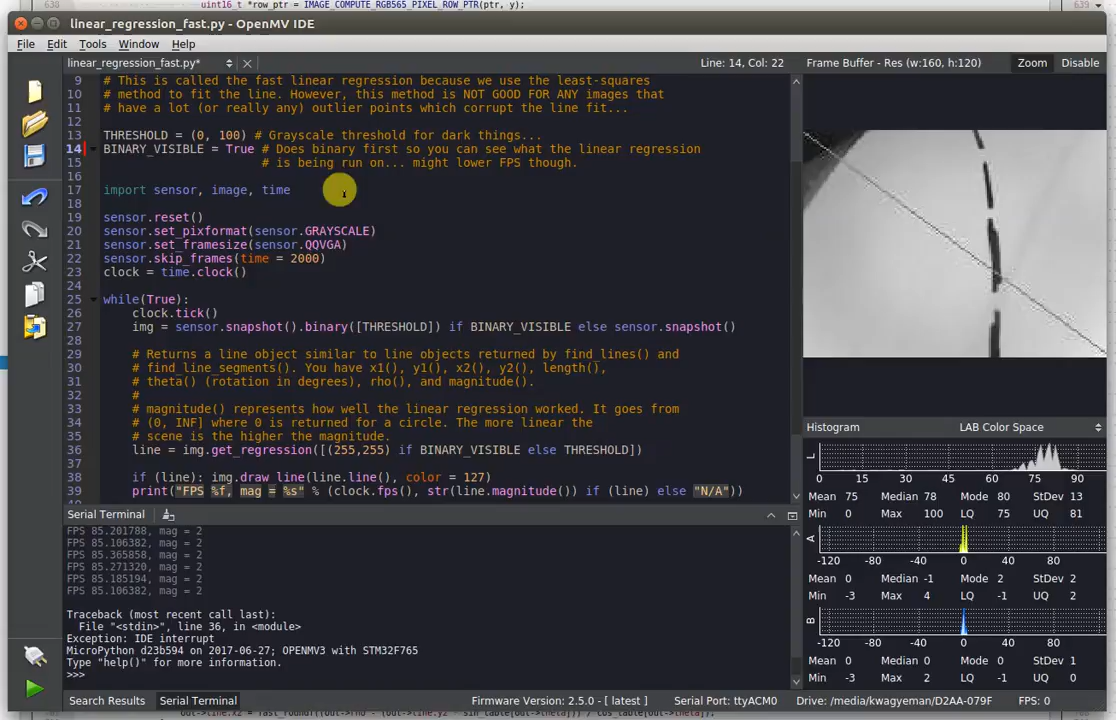 638 uint16_t *row_ptr = IMAGE_COMPUTE_RGB565_PIXEL_ROW_PTR(ptr, y); 639
linear_regression_fast.py - OpenMV IDE
File Edit Tools Window Help
linear_regression_fast.py* Line: 14, Col: 22 Frame Buffer - Res (w:160, h:120) Zoom Disable
9 # This is called the fast linear regression because we use the least-squares
10 # method to fit the line. However, this method is NOT GOOD FOR ANY images that
11 # have a lot (or really any) outlier points which corrupt the line fit...
12
13 THRESHOLD = (0, 100) # Grayscale threshold for dark things...
14 BINARY_VISIBLE = True # Does binary first so you can see what the linear regression
15 # is being run on... might lower FPS though.
16
17 import sensor, image, time
18
19 sensor.reset()
20 sensor.set_pixformat(sensor.GRAYSCALE)
21 sensor.set_framesize(sensor.QQVGA)
22 sensor.skip_frames(time = 2000)
23 clock = time.clock()
24
25 while(True):
26 clock.tick()
27 img = sensor.snapshot().binary([THRESHOLD]) if BINARY_VISIBLE else sensor.snapshot()
28
29 # Returns a line object similar to line objects returned by find_lines() and
30 # find_line_segments(). You have x1(), y1(), x2(), y2(), length(),
31 # theta() (rotation in degrees), rho(), and magnitude().
32 #
33 # magnitude() represents how well the linear regression worked. It goes from
34 # (0, INF] where 0 is returned for a circle. The more linear the
35 # scene is the higher the magnitude.
36 line = img.get_regression([(255,255) if BINARY_VISIBLE else THRESHOLD])
37
38 if (line): img.draw_line(line.line(), color = 127)
39 print("FPS %f, mag = %s" % (clock.fps(), str(line.magnitude()) if (line) else "N/A"))
Serial Terminal
FPS 85.201788, mag = 2
FPS 85.106382, mag = 2
FPS 85.365858, mag = 2
FPS 85.271320, mag = 2
FPS 85.185194, mag = 2
FPS 85.106382, mag = 2
Traceback (most recent call last):
File "<stdin>", line 36, in <module>
Exception: IDE interrupt
MicroPython d23b594 on 2017-06-27; OPENMV3 with STM32F765
Type "help()" for more information.
>>>
Histogram LAB Color Space
L
0 20 40 60 80 100
Mean 75 Median 78 Mode 80 StDev 13
Min 0 Max 100 LQ 75 UQ 81
A
-120 -80 -40 0 40 80
Mean 0 Median -1 Mode 2 StDev 2
Min -3 Max 4 LQ -1 UQ 2
B
-120 -80 -40 0 40 80
Mean 0 Median 0 Mode 0 StDev 1
Min -3 Max 2 LQ -1 UQ 0
Search Results Serial Terminal Firmware Version: 2.5.0 - [ latest ] Serial Port: ttyACM0 Drive: /media/kwagyeman/D2AA-079F FPS: 0